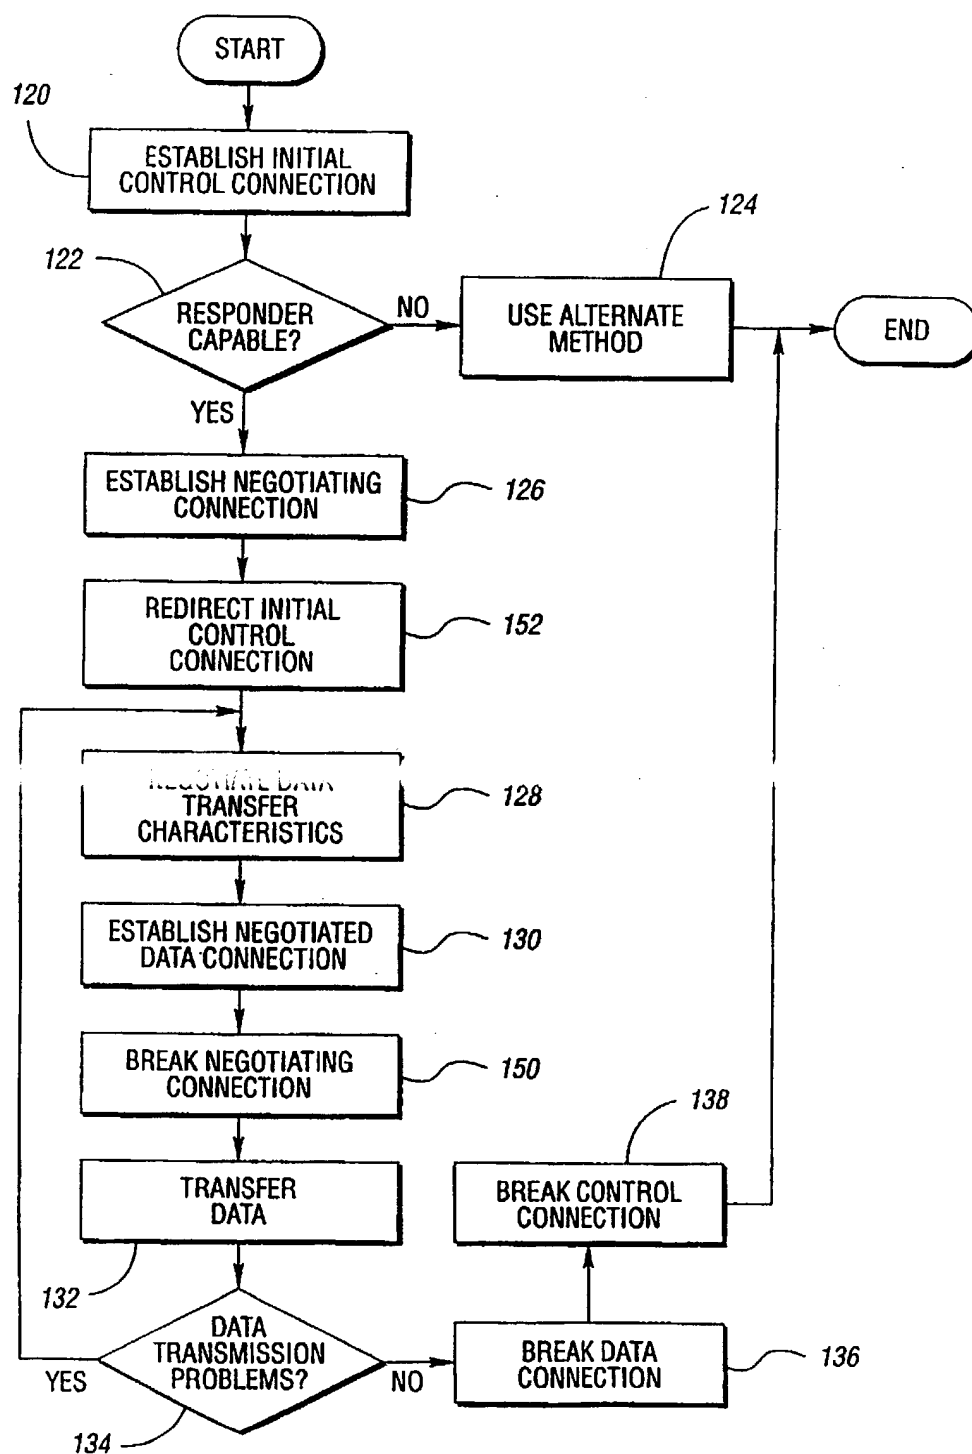 START
120
ESTABLISH INITIAL
CONTROL CONNECTION
122
RESPONDER
CAPABLE?
NO
YES
124
USE ALTERNATE
METHOD
END
ESTABLISH NEGOTIATING
CONNECTION
126
REDIRECT INITIAL
CONTROL
CONNECTION
152
NEGOTIATE DATA
TRANSFER
CHARACTERISTICS
128
ESTABLISH NEGOTIATED
DATA CONNECTION
130
BREAK NEGOTIATING
CONNECTION
150
TRANSFER
DATA
132
DATA
TRANSMISSION
PROBLEMS?
YES
NO
134
138
BREAK CONTROL
CONNECTION
BREAK DATA
CONNECTION
136